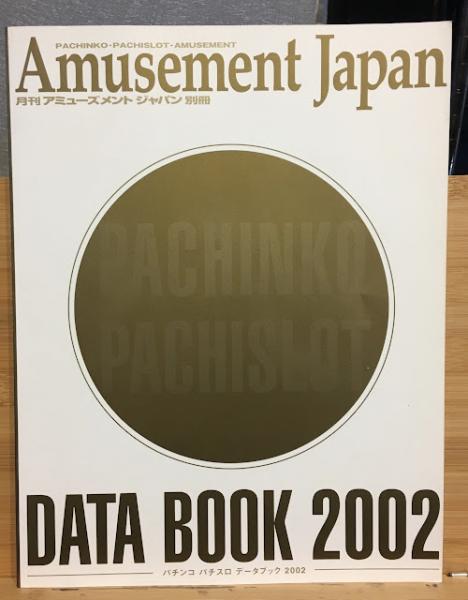 PACHINKO·PACHISLOT·AMUSEMENT
Amusement Japan
月刊 アミューズメント ジャパン 別冊
PACHINKO
PACHISLOT
DATA BOOK 2002
パチンコ パチスロ データブック 2002